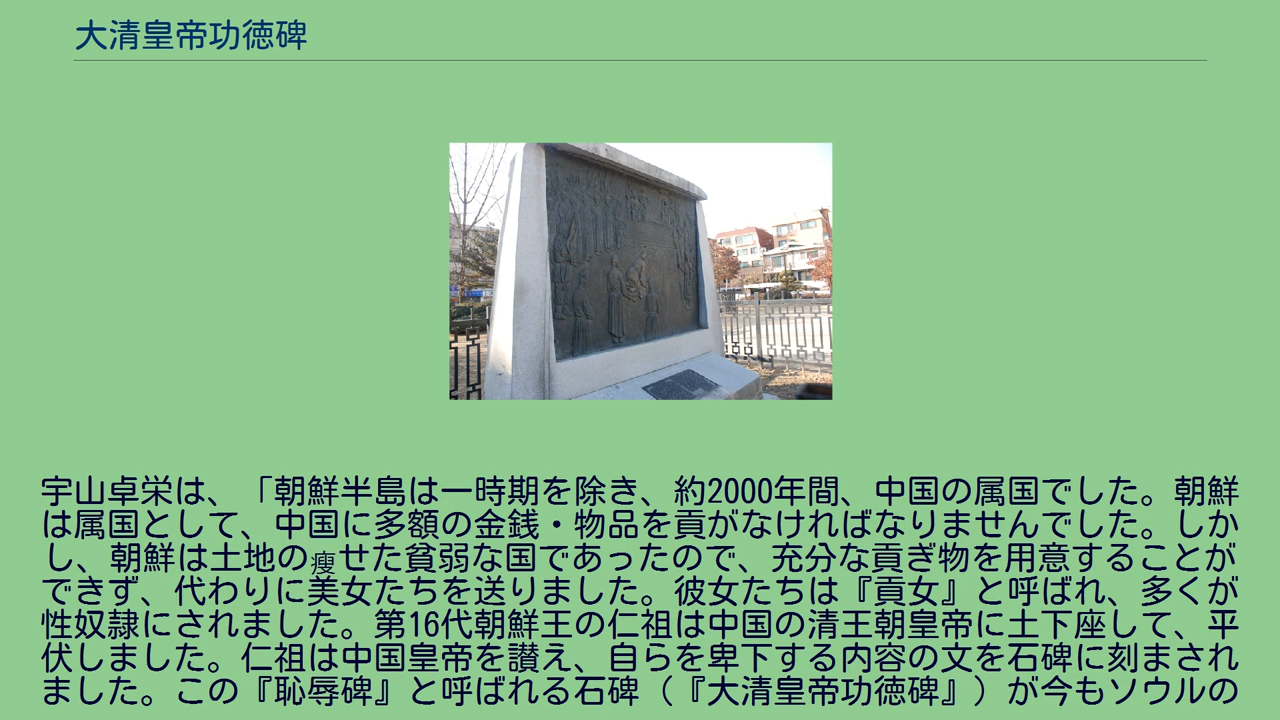 大清皇帝功徳碑
宇山卓栄は、「朝鮮半島は一時期を除き、約2000年間、中国の属国でした。朝鮮
は属国として、中国に多額の金銭・物品を貢がなければなりませんでした。しか
し、朝鮮は土地の瘦せた貧弱な国であったので、充分な貢ぎ物を用意することが
できず、代わりに美女たちを送りました。彼女たちは『貢女』と呼ばれ、多くが
性奴隷にされました。第16代朝鮮王の仁祖は中国の清王朝皇帝に土下座して、平
伏しました。仁祖は中国皇帝を讃え、自らを卑下する内容の文を石碑に刻まされ
ました。この『恥辱碑』と呼ばれる石碑（『大清皇帝功徳碑』）が今もソウルの